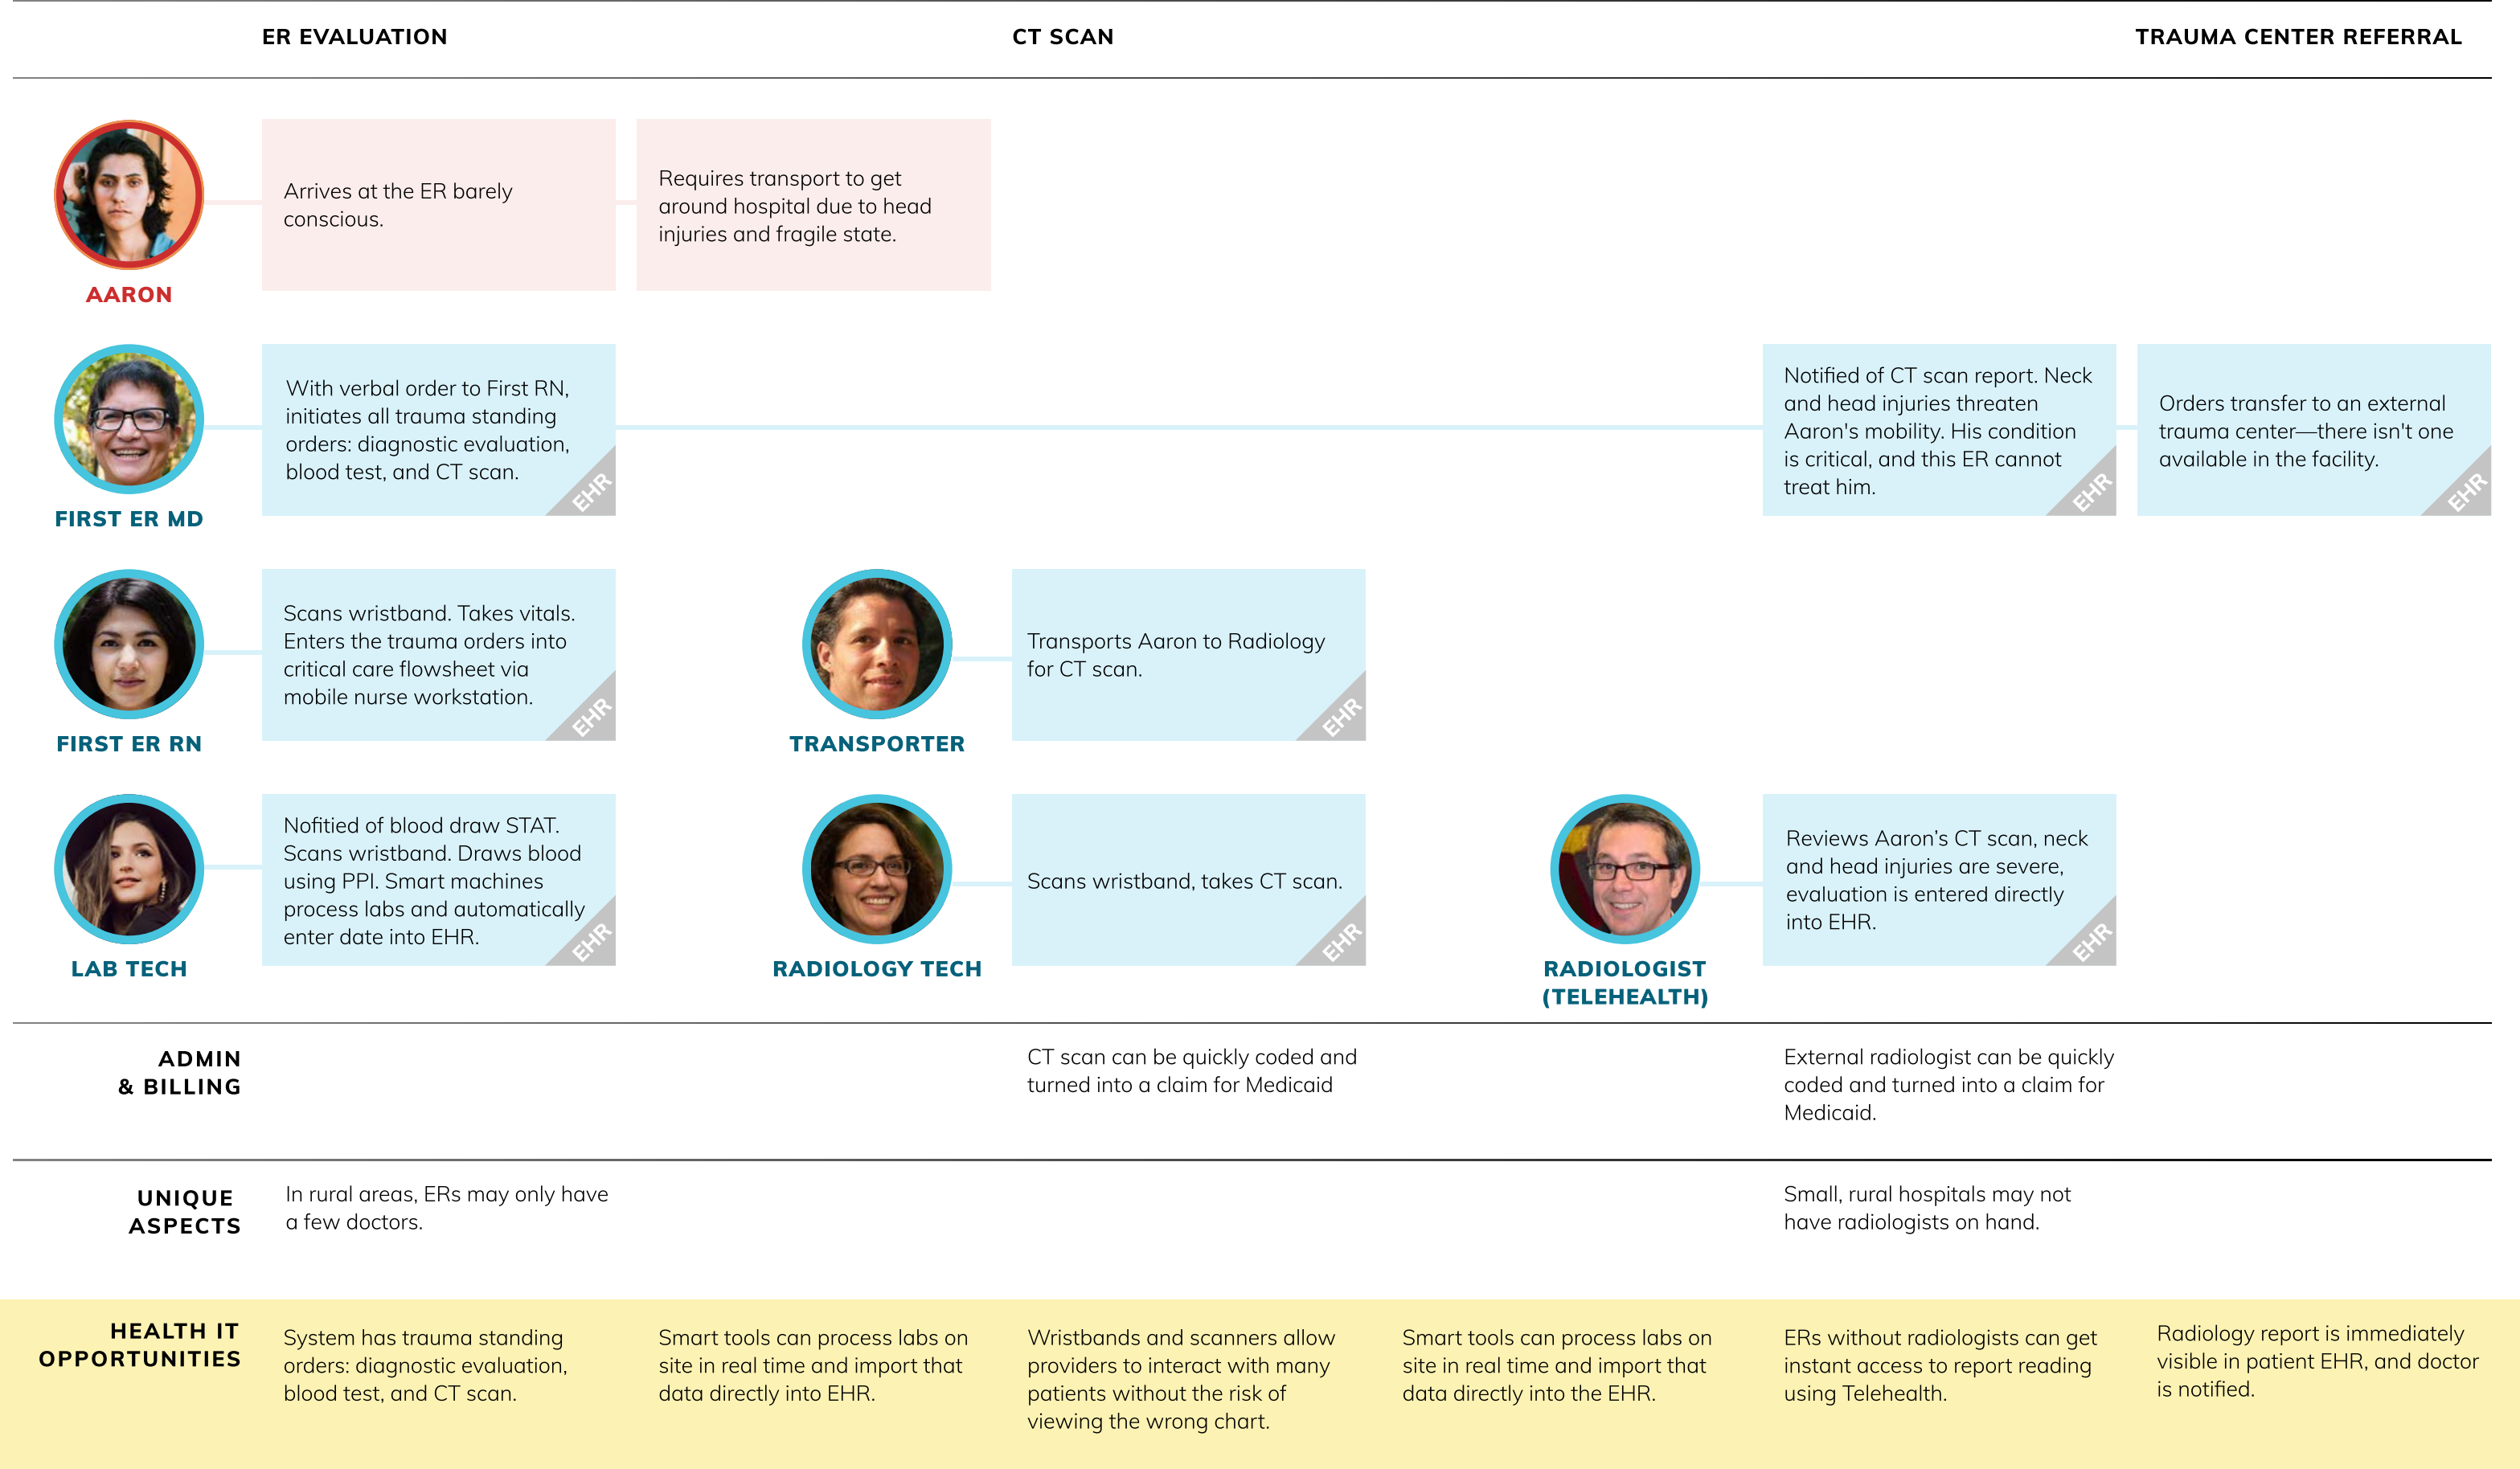 ER EVALUATION
CT SCAN
TRAUMA CENTER REFERRAL
AARON
Arrives at the ER barely
conscious.
Requires transport to get
around hospital due to head
injuries and fragile state.
FIRST ER MD
With verbal order to First RN,
initiates all trauma standing
orders: diagnostic evaluation,
blood test, and CT scan.
EHR
Notified of CT scan report. Neck
and head injuries threaten
Aaron's mobility. His condition
is critical, and this ER cannot
treat him.
EHR
Orders transfer to an external
trauma center—there isn't one
available in the facility.
EHR
FIRST ER RN
Scans wristband. Takes vitals.
Enters the trauma orders into
critical care flowsheet via
mobile nurse workstation.
EHR
TRANSPORTER
Transports Aaron to Radiology
for CT scan.
EHR
LAB TECH
Nofitied of blood draw STAT.
Scans wristband. Draws blood
using PPI. Smart machines
process labs and automatically
enter date into EHR.
EHR
RADIOLOGY TECH
Scans wristband, takes CT scan.
EHR
RADIOLOGIST
(TELEHEALTH)
Reviews Aaron’s CT scan, neck
and head injuries are severe,
evaluation is entered directly
into EHR.
EHR
ADMIN
& BILLING
CT scan can be quickly coded and
turned into a claim for Medicaid
External radiologist can be quickly
coded and turned into a claim for
Medicaid.
UNIQUE
ASPECTS
In rural areas, ERs may only have
a few doctors.
Small, rural hospitals may not
have radiologists on hand.
HEALTH IT
OPPORTUNITIES
System has trauma standing
orders: diagnostic evaluation,
blood test, and CT scan.
Smart tools can process labs on
site in real time and import that
data directly into EHR.
Wristbands and scanners allow
providers to interact with many
patients without the risk of
viewing the wrong chart.
Smart tools can process labs on
site in real time and import that
data directly into the EHR.
ERs without radiologists can get
instant access to report reading
using Telehealth.
Radiology report is immediately
visible in patient EHR, and doctor
is notified.